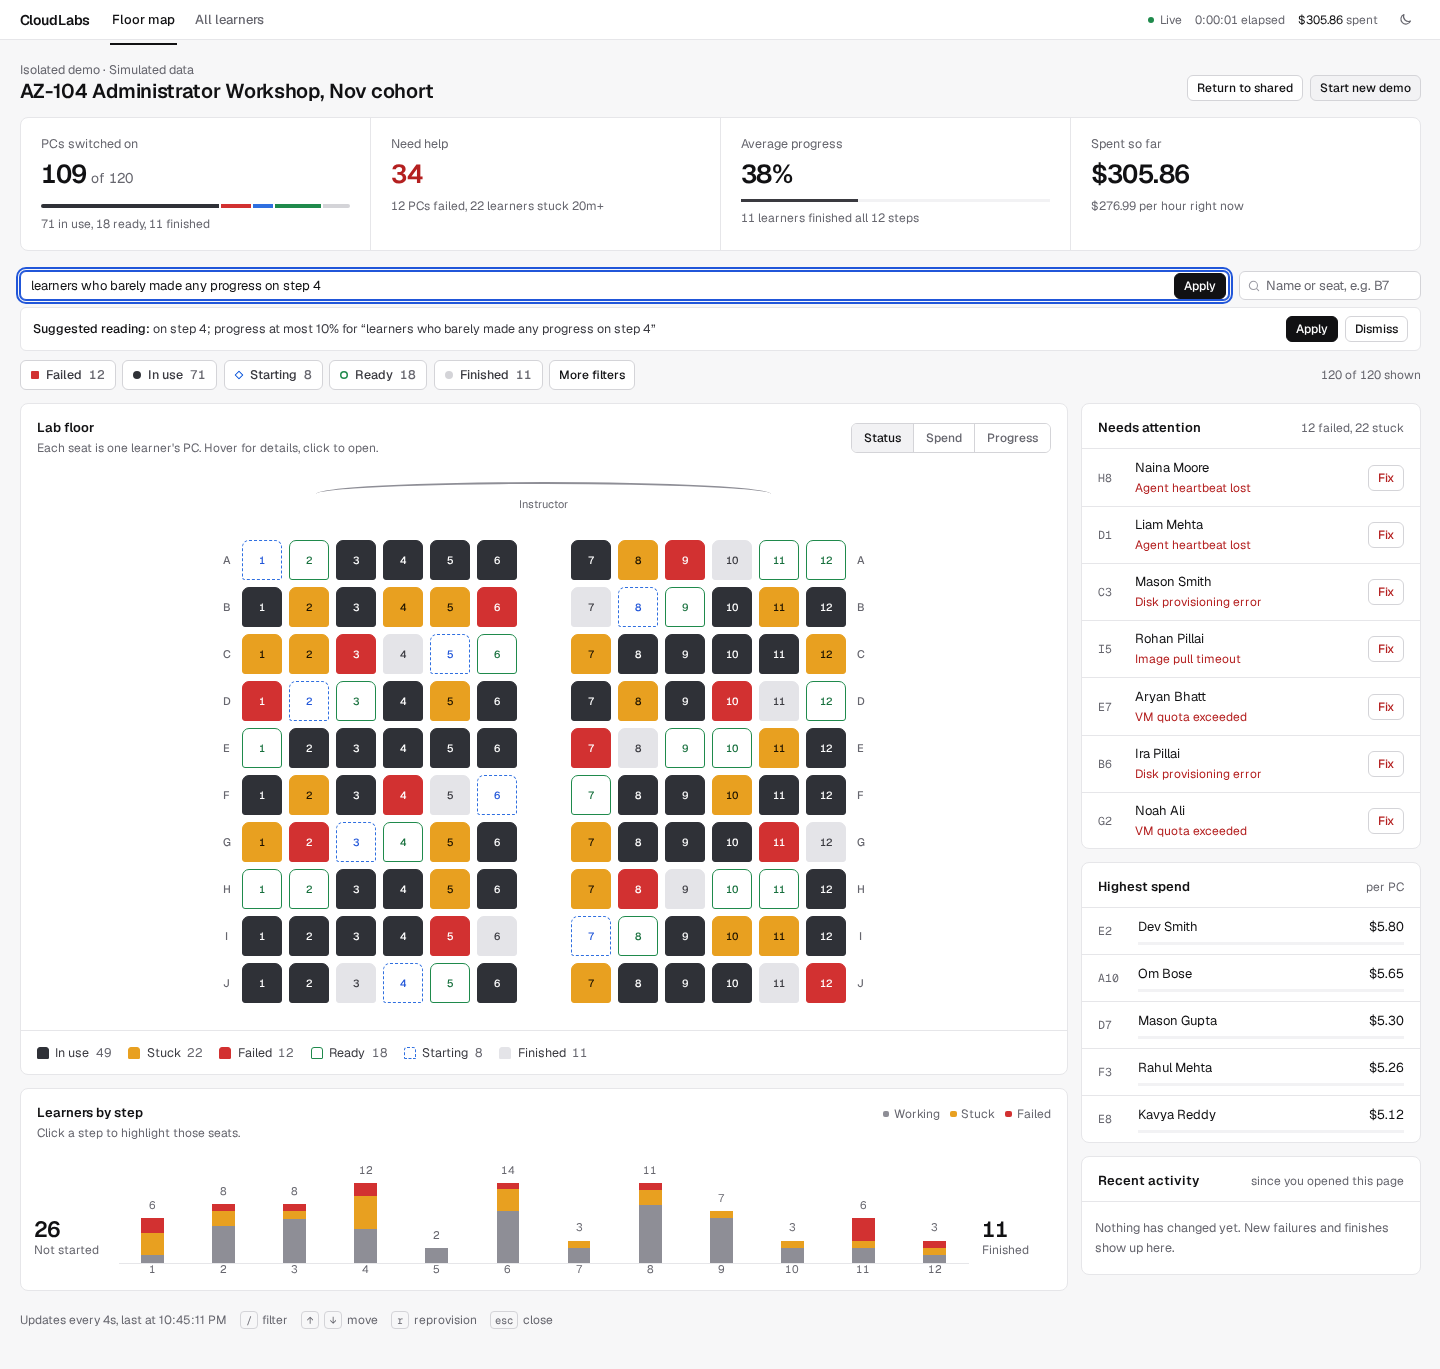 CloudLabs Floor map All learners Live 0:00:01 elapsed $305.86 spent
Isolated demo · Simulated data
AZ-104 Administrator Workshop, Nov cohort
Return to shared Start new demo
PCs switched on
109 of 120
71 in use, 18 ready, 11 finished
Need help
34
12 PCs failed, 22 learners stuck 20m+
Average progress
38%
11 learners finished all 12 steps
Spent so far
$305.86
$276.99 per hour right now
learners who barely made any progress on step 4 Apply
Name or seat, e.g. B7
Suggested reading: on step 4; progress at most 10% for “learners who barely made any progress on step 4” Apply Dismiss
Failed 12 In use 71 Starting 8 Ready 18 Finished 11 More filters 120 of 120 shown
Lab floor
Each seat is one learner's PC. Hover for details, click to open.
Status Spend Progress
Instructor
A 1 2 3 4 5 6 7 8 9 10 11 12 A
B 1 2 3 4 5 6 7 8 9 10 11 12 B
C 1 2 3 4 5 6 7 8 9 10 11 12 C
D 1 2 3 4 5 6 7 8 9 10 11 12 D
E 1 2 3 4 5 6 7 8 9 10 11 12 E
F 1 2 3 4 5 6 7 8 9 10 11 12 F
G 1 2 3 4 5 6 7 8 9 10 11 12 G
H 1 2 3 4 5 6 7 8 9 10 11 12 H
I 1 2 3 4 5 6 7 8 9 10 11 12 I
J 1 2 3 4 5 6 7 8 9 10 11 12 J
In use 49 Stuck 22 Failed 12 Ready 18 Starting 8 Finished 11
Learners by step
Click a step to highlight those seats.
Working Stuck Failed
26
Not started
6 8 8 12 2 14 3 11 7 3 6 3
1 2 3 4 5 6 7 8 9 10 11 12
11
Finished
Needs attention 12 failed, 22 stuck
H8 Naina Moore Fix
Agent heartbeat lost
D1 Liam Mehta Fix
Agent heartbeat lost
C3 Mason Smith Fix
Disk provisioning error
I5 Rohan Pillai Fix
Image pull timeout
E7 Aryan Bhatt Fix
VM quota exceeded
B6 Ira Pillai Fix
Disk provisioning error
G2 Noah Ali Fix
VM quota exceeded
Highest spend per PC
E2 Dev Smith $5.80
A10 Om Bose $5.65
D7 Mason Gupta $5.30
F3 Rahul Mehta $5.26
E8 Kavya Reddy $5.12
Recent activity since you opened this page
Nothing has changed yet. New failures and finishes
show up here.
Updates every 4s, last at 10:45:11 PM / filter ↑ ↓ move r reprovision esc close